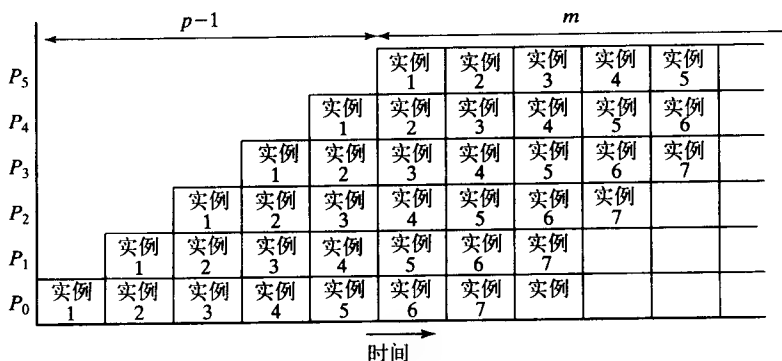 p-1 m
P5 实例 1 实例 2 实例 3 实例 4 实例 5
P4 实例 1 实例 2 实例 3 实例 4 实例 5 实例 6
P3 实例 1 实例 2 实例 3 实例 4 实例 5 实例 6 实例 7
P2 实例 1 实例 2 实例 3 实例 4 实例 5 实例 6 实例 7
P1 实例 1 实例 2 实例 3 实例 4 实例 5 实例 6 实例 7
P0 实例 1 实例 2 实例 3 实例 4 实例 5 实例 6 实例 7 实例
时间